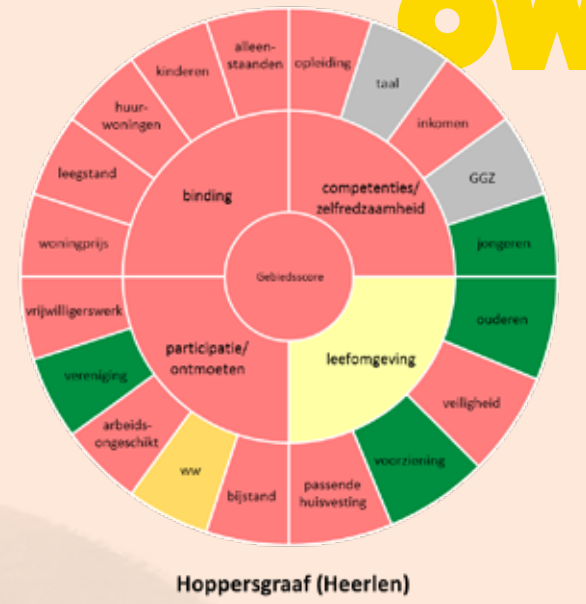 OW
alleen-
staanden
opleiding
taal
kinderen
inkomen
huur-
woningen
GGZ
leegstand
binding
competenties/
zelfredzaamheid
woningprijs
jongeren
Gebiedsscore
vrijwilligerswerk
ouderen
participatie/
ontmoeten
leefomgeving
vereniging
veiligheid
arbeids-
ongeschikt
voorziening
ww
bijstand
passende
huisvesting
Hoppersgraaf (Heerlen)